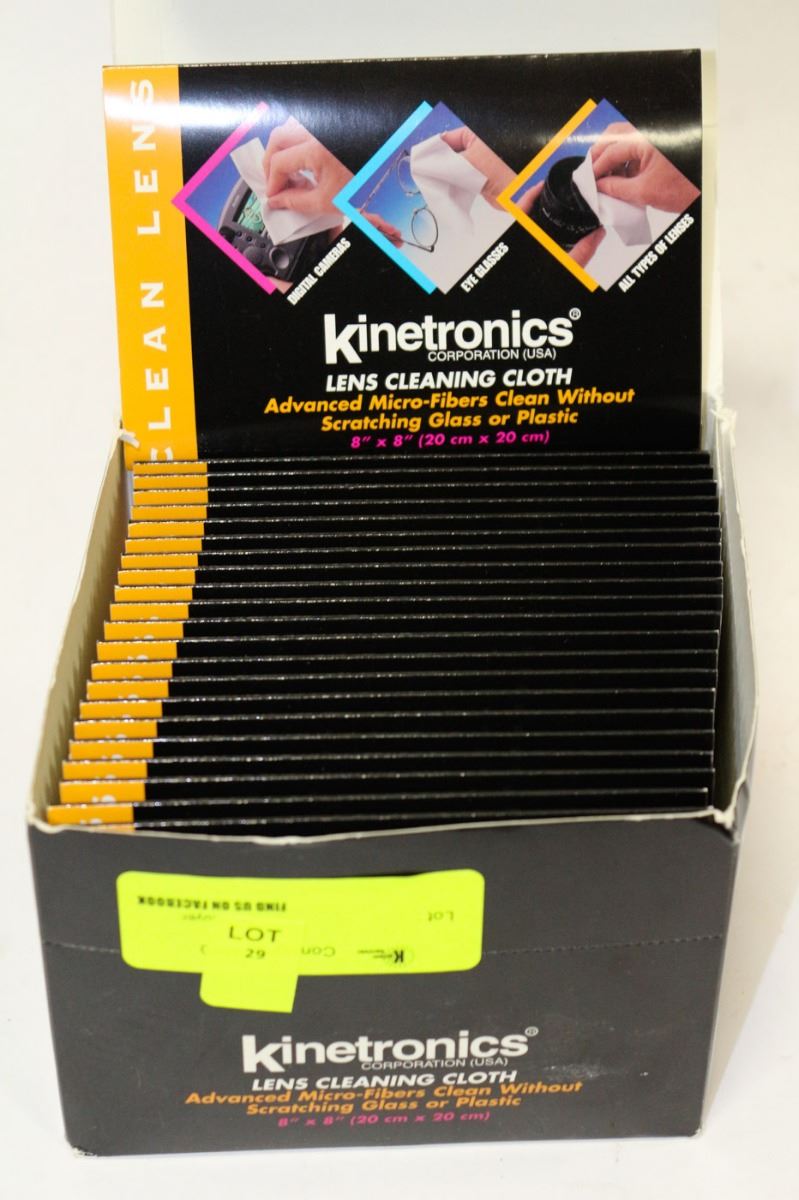 CLEAN LENS
DIGITAL CAMERAS
EYE GLASSES
ALL TYPES OF LENSES
Kinetronics®
CORPORATION (USA)
LENS CLEANING CLOTH
Advanced Micro-Fibers Clean Without
Scratching Glass or Plastic
8" x 8" (20 cm x 20 cm)
FIND US ON FACEBOOK
Lot
LOT
29
Con
Kinetronics®
CORPORATION (USA)
LENS CLEANING CLOTH
Advanced Micro-Fibers Clean Without
Scratching Glass or Plastic
8" x 8" (20 cm x 20 cm)